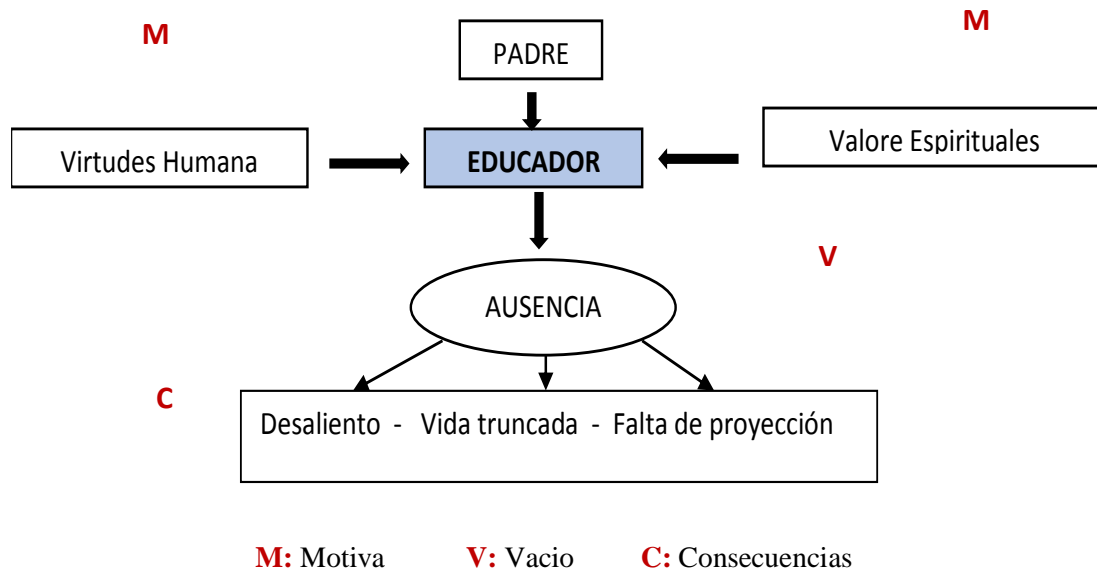 M
M
PADRE
Virtudes Humana
EDUCADOR
Valore Espirituales
V
AUSENCIA
C
Desaliento - Vida truncada - Falta de proyección
M: Motiva V: Vacio C: Consecuencias